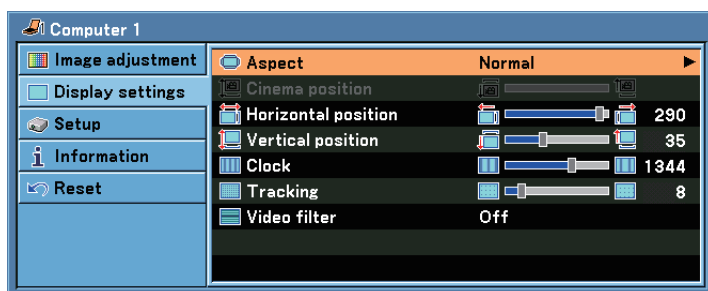 Computer 1
Image adjustment
Display settings
Setup
Information
Reset
Aspect Normal
Cinema position
Horizontal position 290
Vertical position 35
Clock 1344
Tracking 8
Video filter Off